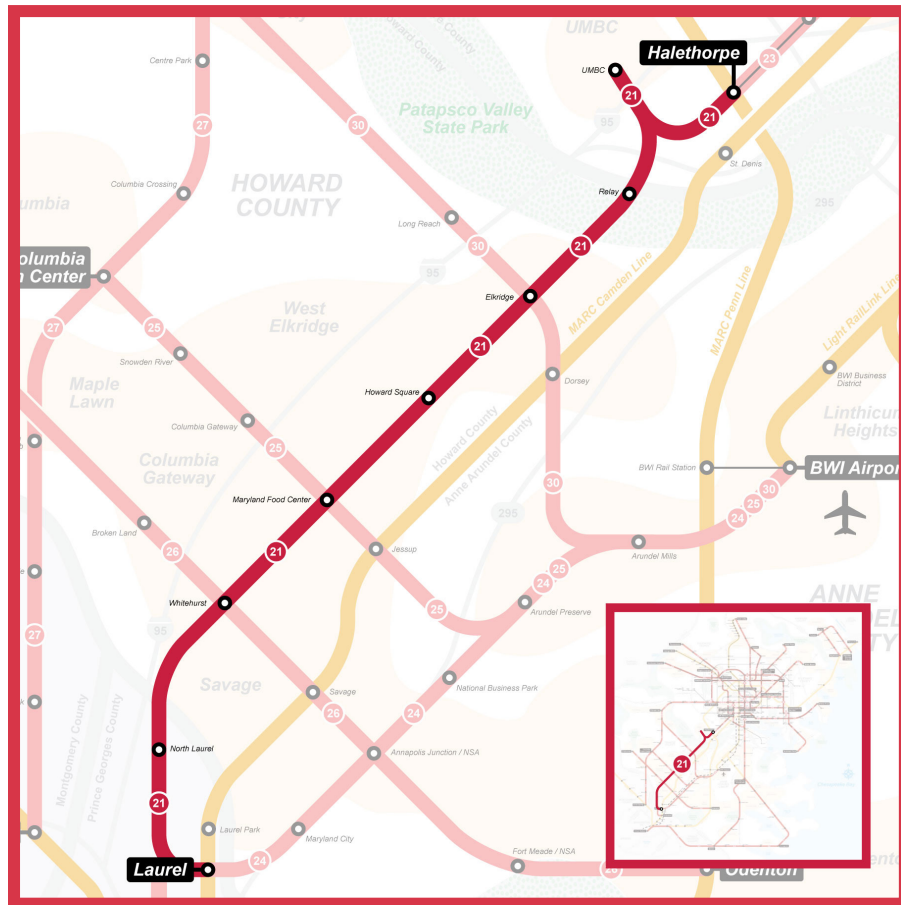 UMBC
Halethorpe
23
Centre Park
UMBC
21
21
Patapsco Valley
State Park
95
30
27
St. Denis
Columbia Crossing
HOWARD
COUNTY
Relay
295
Long Reach
30
21
olumbia
n Center
95
MARC Camden Line
MARC Penn Line
Light RailLink Line
Elkridge
West
Elkridge
27
25
21
Snowden River
BWI Business
District
Maple
Lawn
Dorsey
Howard Square
Linthicum
Heights
Columbia Gateway
Howard County
Anne Arundel County
25
Columbia
Gateway
BWI Rail Station
BWI Airport
30
30
25
24
Maryland Food Center
295
Broken Land
21
26
Jessup
Arundel Mills
25
24
Whitehurst
25
Arundel Preserve
ANNE
95
27
National Business Park
Savage
Savage
26
24
Montgomery County
Prince Georges County
North Laurel
Annapolis Junction / NSA
21
21
Laurel Park
Maryland City
Laurel
24
Fort Meade / NSA
Odenton